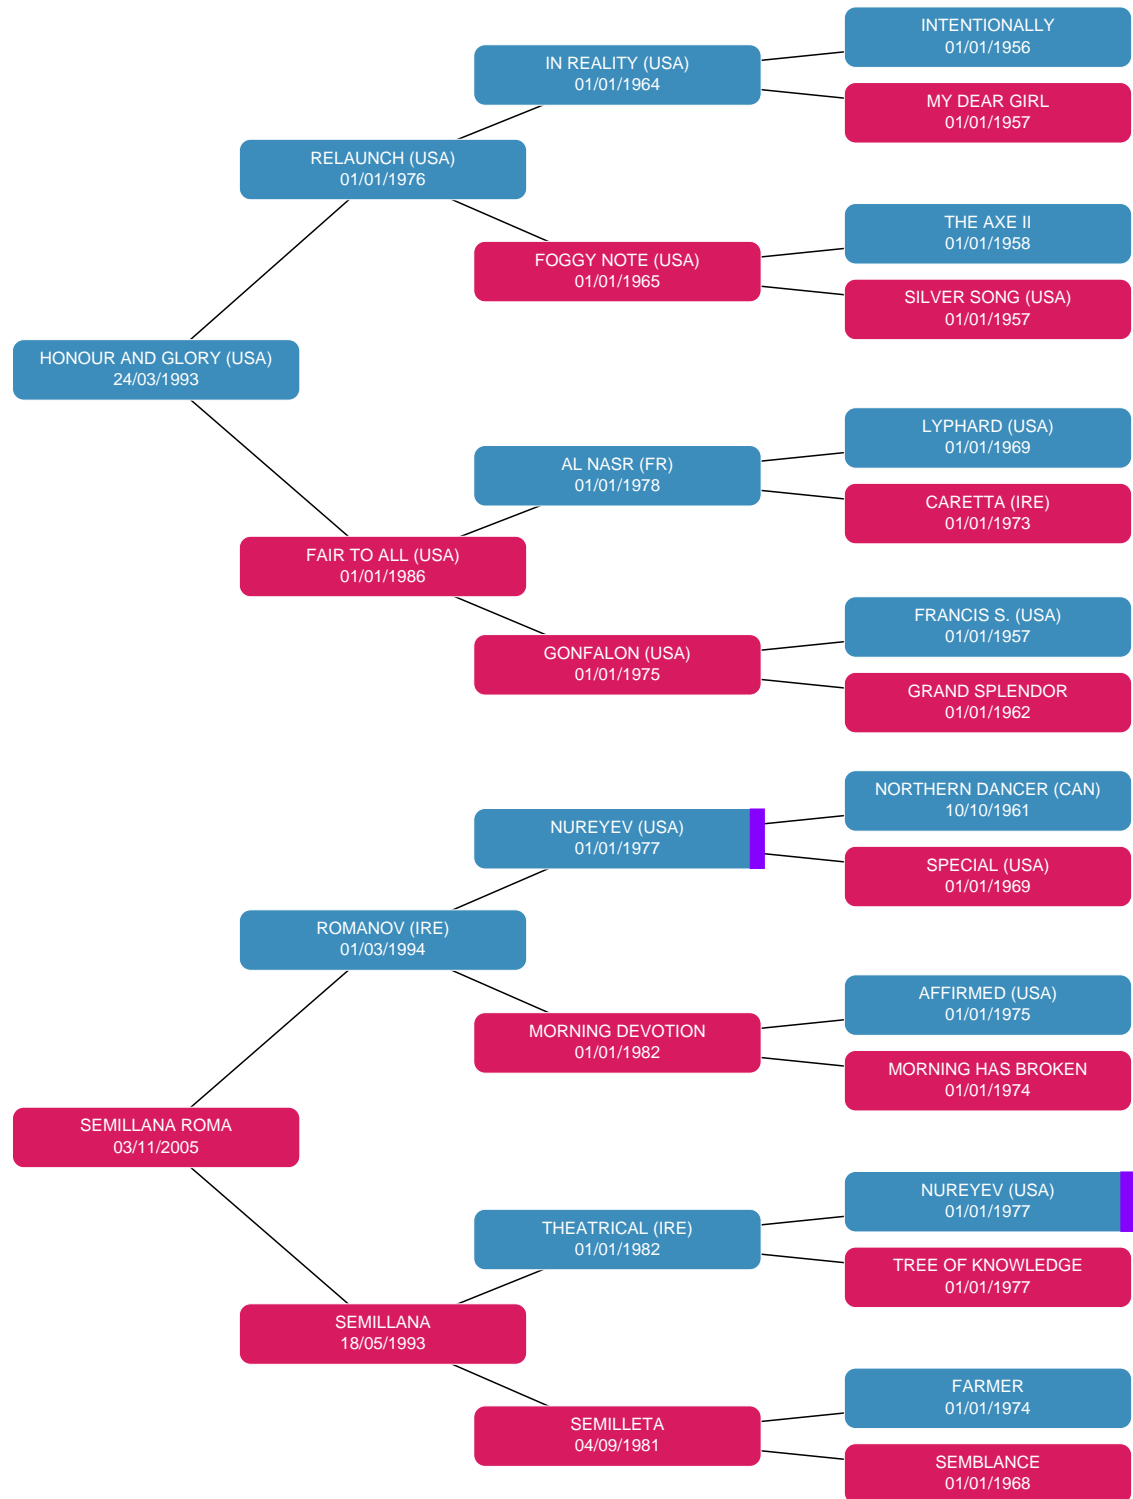 INTENTIONALLY
01/01/1956
IN REALITY (USA)
01/01/1964
MY DEAR GIRL
01/01/1957
RELAUNCH (USA)
01/01/1976
THE AXE II
01/01/1958
FOGGY NOTE (USA)
01/01/1965
SILVER SONG (USA)
01/01/1957
HONOUR AND GLORY (USA)
24/03/1993
LYPHARD (USA)
01/01/1969
AL NASR (FR)
01/01/1978
CARETTA (IRE)
01/01/1973
FAIR TO ALL (USA)
01/01/1986
FRANCIS S. (USA)
01/01/1957
GONFALON (USA)
01/01/1975
GRAND SPLENDOR
01/01/1962
NORTHERN DANCER (CAN)
10/10/1961
NUREYEV (USA)
01/01/1977
SPECIAL (USA)
01/01/1969
ROMANOV (IRE)
01/03/1994
AFFIRMED (USA)
01/01/1975
MORNING DEVOTION
01/01/1982
MORNING HAS BROKEN
01/01/1974
SEMILLANA ROMA
03/11/2005
NUREYEV (USA)
01/01/1977
THEATRICAL (IRE)
01/01/1982
TREE OF KNOWLEDGE
01/01/1977
SEMILLANA
18/05/1993
FARMER
01/01/1974
SEMILLETA
04/09/1981
SEMBLANCE
01/01/1968